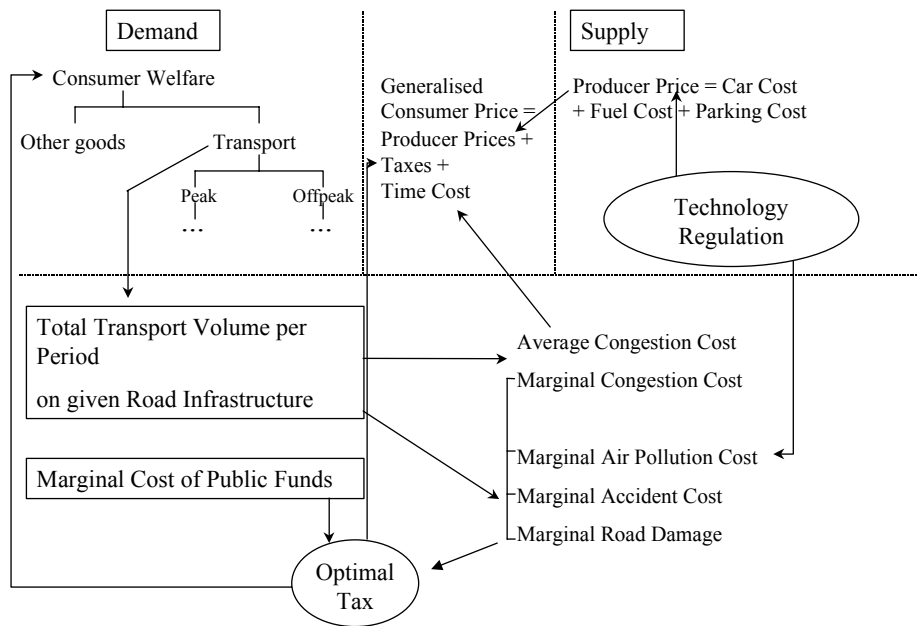 Demand
Supply
Consumer Welfare
Other goods
Transport
Peak
Offpeak
…
…
Generalised
Consumer Price =
Producer Prices +
Taxes +
Time Cost
Producer Price = Car Cost
+ Fuel Cost + Parking Cost
Technology
Regulation
Total Transport Volume per
Period
on given Road Infrastructure
Marginal Cost of Public Funds
Average Congestion Cost
Marginal Congestion Cost
Marginal Air Pollution Cost
Marginal Accident Cost
Marginal Road Damage
Optimal
Tax